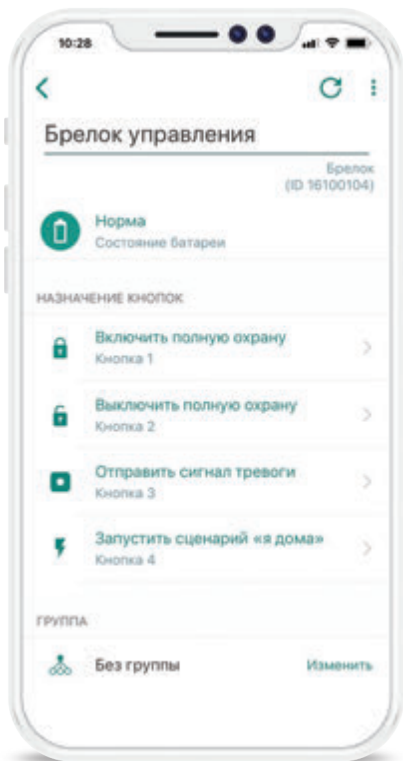 10:28
Брелок управления
Брелок
(ID 16100104)
Норма
Состояние батареи
НАЗНАЧЕНИЕ КНОПОК
Включить полную охрану
Кнопка 1
Выключить полную охрану
Кнопка 2
Отправить сигнал тревоги
Кнопка 3
Запустить сценарий «я дома»
Кнопка 4
ГРУППА
Без группы
Изменить